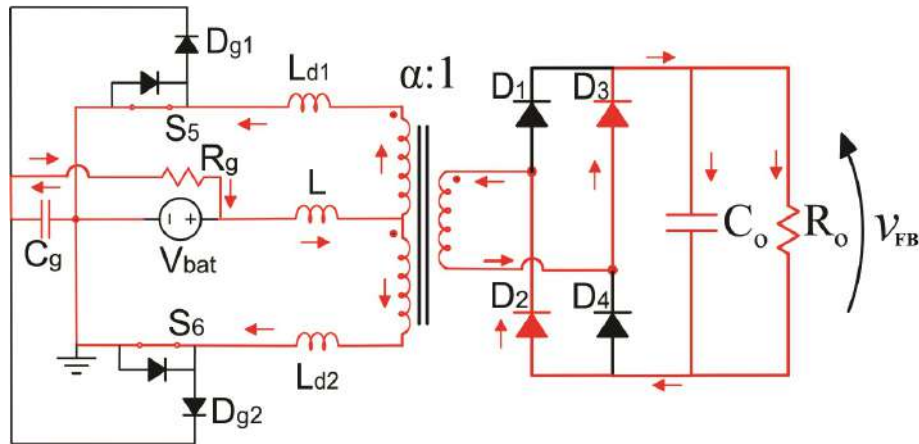 Dg1
Ld1
α:1
D1
D3
S5
Rg
L
Cg
Vbat
Co
Ro
vFB
S6
D2
D4
Ld2
Dg2